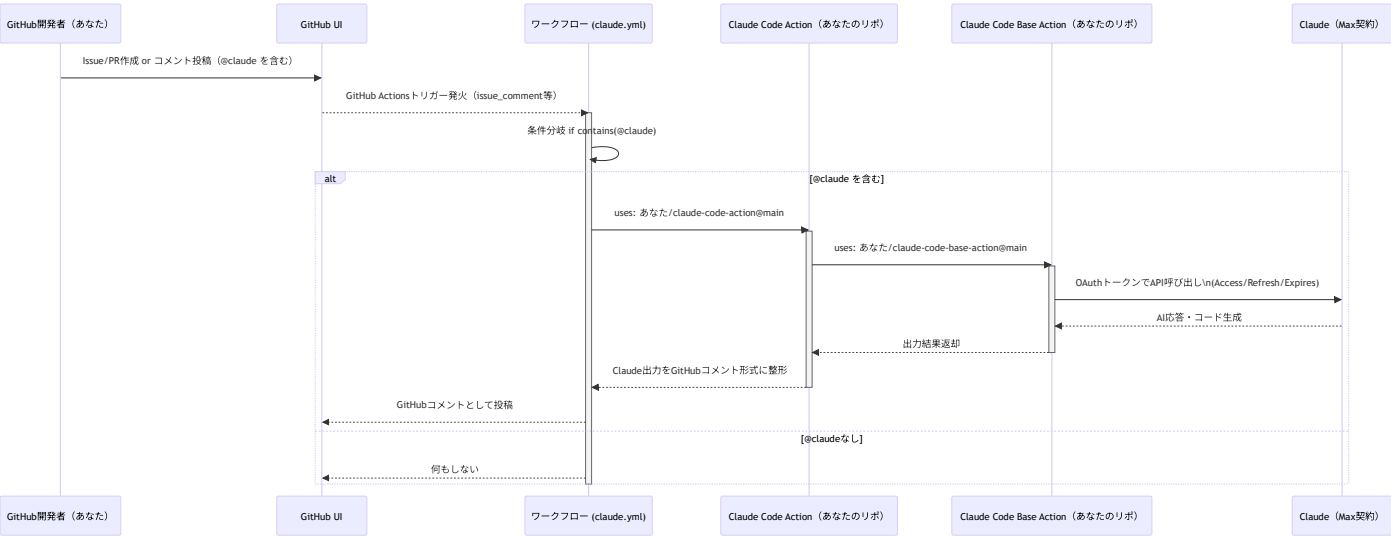 GitHub開発者（あなた）
GitHub UI
ワークフロー (claude.yml)
Claude Code Action（あなたのリポ）
Claude Code Base Action（あなたのリポ）
Claude（Max契約）
Issue/PR作成 or コメント投稿（@claude を含む）
GitHub Actionsトリガー発火（issue_comment等）
条件分岐 if contains(@claude)
alt
[@claude を含む]
uses: あなた/claude-code-action@main
uses: あなた/claude-code-base-action@main
OAuthトークンでAPI呼び出し\n(Access/Refresh/Expires)
AI応答・コード生成
出力結果返却
Claude出力をGitHubコメント形式に整形
GitHubコメントとして投稿
[@claudeなし]
何もしない
GitHub開発者（あなた）
GitHub UI
ワークフロー (claude.yml)
Claude Code Action（あなたのリポ）
Claude Code Base Action（あなたのリポ）
Claude（Max契約）